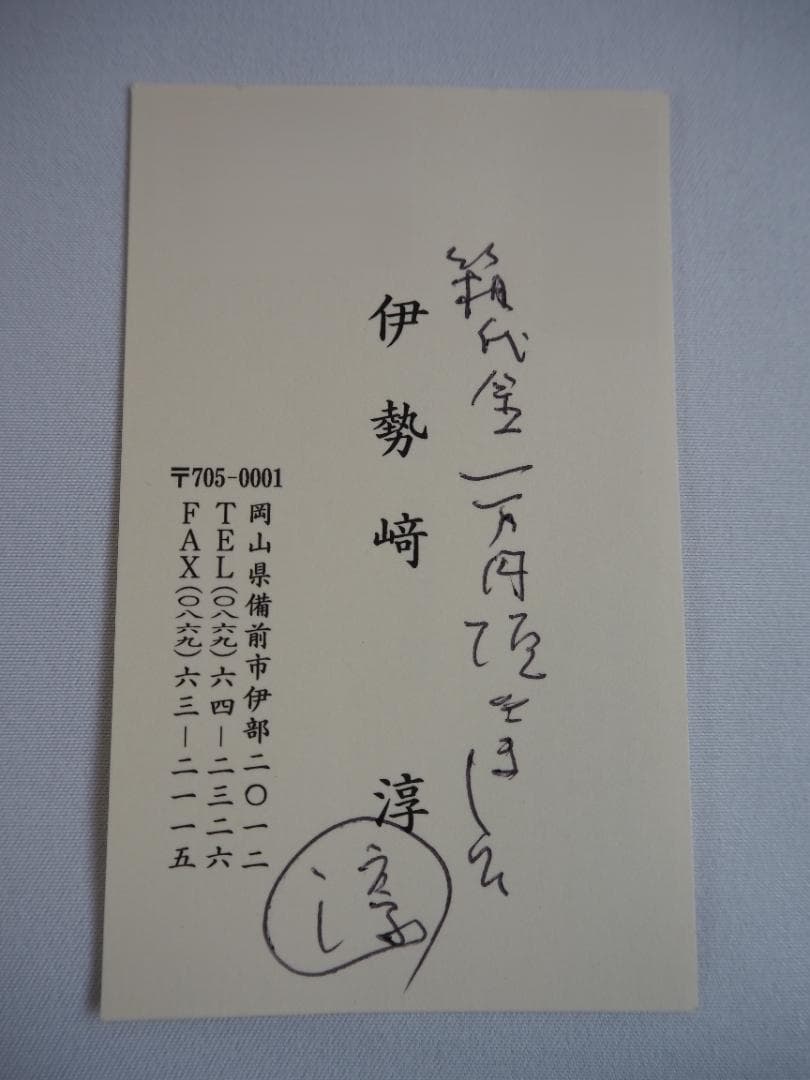 箱代金一万円頂きました
伊勢﨑 淳
淳
〒705-0001
岡山県備前市伊部二〇一二
TEL(〇八六九)六四-二三二六
FAX(〇八六九)六三-二一一五